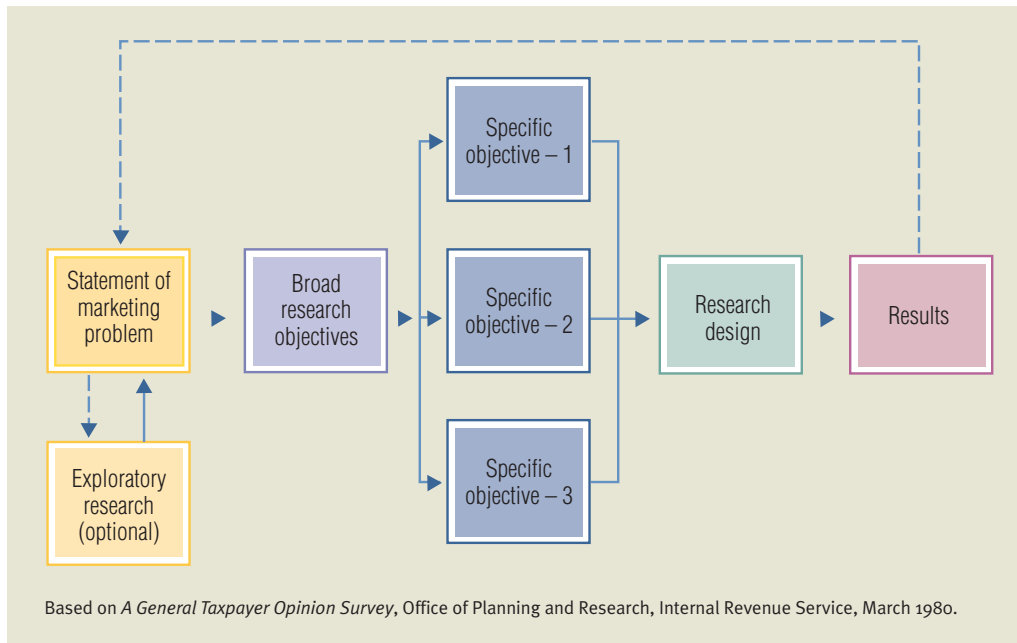 Statement of
marketing
problem
Exploratory
research
(optional)
Broad
research
objectives
Specific
objective – 1
Specific
objective – 2
Specific
objective – 3
Research
design
Results
Based on A General Taxpayer Opinion Survey, Office of Planning and Research, Internal Revenue Service, March 1980.